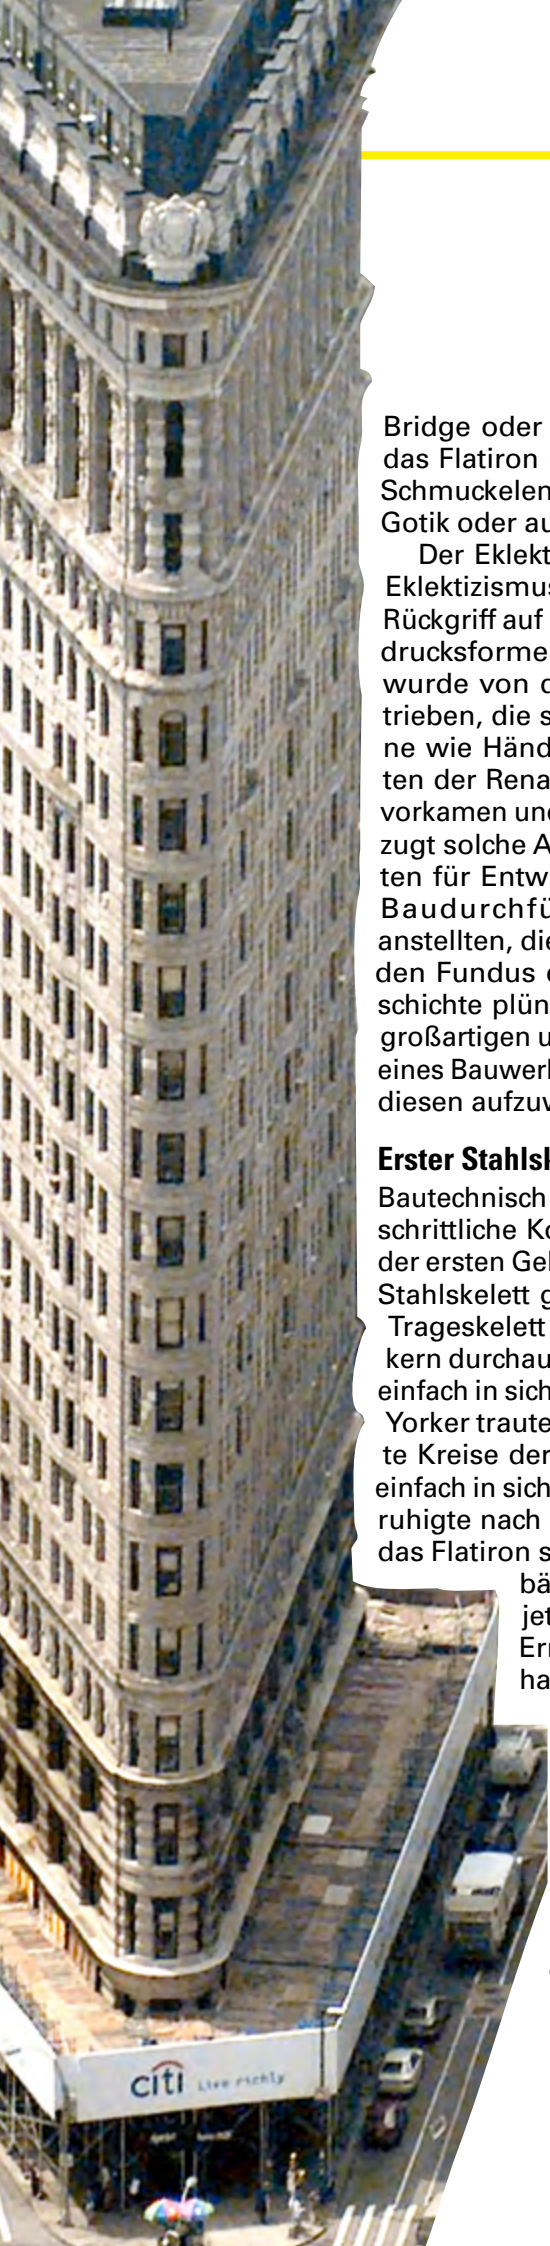 Bridge oder
das Flatiron
Schmuckelen
Gotik oder au
Der Eklekt
Eklektizismus
Rückgriff auf
drucksforme
wurde von d
trieben, die s
ne wie Händ
ten der Rena
vorkamen und
zugt solche A
ten für Entw
Baudurchfü
anstellten, die
den Fundus
schichte plün
großartigen u
eines Bauwerk
diesen aufzuw
Erster Stahlsk
Bautechnisch
schrittliche Ko
der ersten Geb
Stahlskelett g
Trageskelett
kern durchau
einfach in sich
Yorker traute
te Kreise der
einfach in sich
ruhigte nach
das Flatiron s
bä
jet
Err
ha
citi Live richly